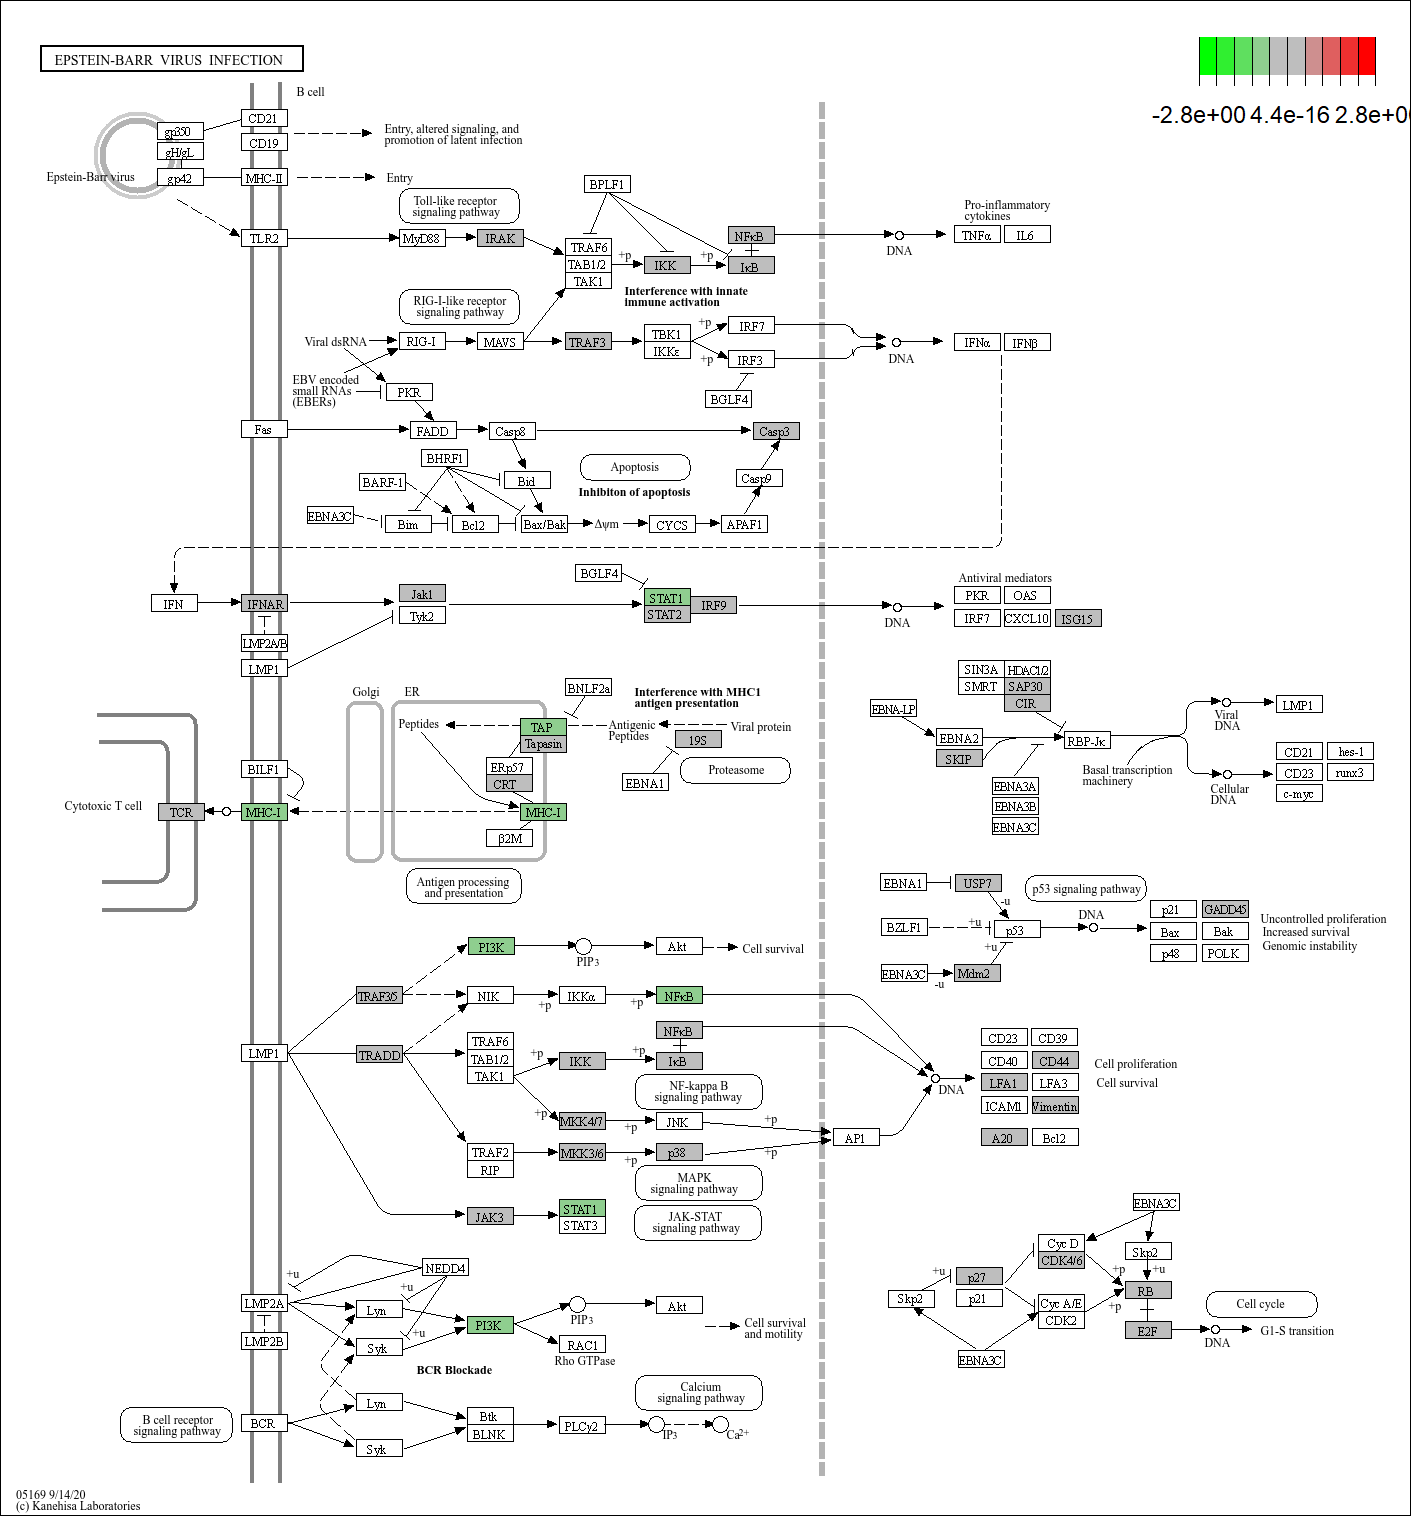 EPSTEIN-BARR VIRUS INFECTION
-2.8e+00 4.4e-16 2.8e+0
B cell
gp350
CD21
Entry, altered signaling, and
promotion of latent infection
gH/gL
CD19
Epstein-Barr virus
gp42
MHC-II
Entry
BPLF1
Toll-like receptor
signaling pathway
Pro-inflammatory
cytokines
TLR2
MyD88
IRAK
TRAF6
TAB1/2
TAK1
+p
IKK
+p
NFκB
IκB
DNA
TNFα
IL6
Interference with innate
immune activation
RIG-I-like receptor
signaling pathway
Viral dsRNA
RIG-I
MAVS
TRAF3
TBK1
IKKε
+p
+p
IRF7
IRF3
DNA
IFNα
IFNβ
EBV encoded
small RNAs
(EBERs)
PKR
BGLF4
Fas
FADD
Casp8
Casp3
BHRF1
Apoptosis
BARF-1
Bid
Casp9
Inhibiton of apoptosis
EBNA3C
Bim
Bcl2
Bax/Bak
Δψm
CYCS
APAF1
BGLF4
Antiviral mediators
IFN
IFNAR
Jak1
Tyk2
STAT1
STAT2
IRF9
DNA
PKR
OAS
IRF7
CXCL10
ISG15
LMP2A/B
LMP1
Golgi
ER
BNLF2a
Interference with MHC1
antigen presentation
Peptides
TAP
Tapasin
Antigenic
Peptides
Viral protein
19S
ERp57
CRT
EBNA1
Proteasome
BILF1
Cytotoxic T cell
TCR
MHC-I
MHC-I
β2M
Antigen processing
and presentation
SIN3A
HDAC1/2
SMRT
SAP30
CIR
EBNA-LP
EBNA2
SKIP
RBP-Jκ
Viral
DNA
LMP1
Basal transcription
machinery
Cellular
DNA
CD21
hes-1
CD23
runx3
c-myc
EBNA3A
EBNA3B
EBNA3C
EBNA1
USP7
p53 signaling pathway
-u
BZLF1
+u
p53
DNA
+u
EBNA3C
-u
Mdm2
p21
GADD45
Bax
Bak
p48
POLK
Uncontrolled proliferation
Increased survival
Genomic instability
PI3K
PIP3
Akt
Cell survival
TRAF3/5
NIK
+p
IKKα
+p
NFκB
LMP1
TRADD
TRAF6
TAB1/2
TAK1
+p
IKK
+p
NFκB
IκB
NF-kappa B
signaling pathway
+p
MKK4/7
+p
JNK
+p
TRAF2
RIP
MKK3/6
+p
p38
+p
AP1
DNA
MAPK
signaling pathway
JAK3
STAT1
STAT3
JAK-STAT
signaling pathway
CD23
CD39
CD40
CD44
LFA1
LFA3
ICAM1
Vimentin
A20
Bcl2
Cell proliferation
Cell survival
EBNA3C
Cyc D
CDK4/6
Skp2
+p
+u
+u
p27
p21
Skp2
Cyc A/E
CDK2
+p
RB
E2F
DNA
Cell cycle
G1-S transition
EBNA3C
+u
NEDD4
+u
LMP2A
Lyn
+u
LMP2B
Syk
PI3K
PIP3
Akt
RAC1
Rho GTPase
Cell survival
and motility
BCR Blockade
Calcium
signaling pathway
B cell receptor
signaling pathway
BCR
Lyn
Syk
Btk
BLNK
PLCγ2
IP3
Ca2+
05169 9/14/20
(c) Kanehisa Laboratories